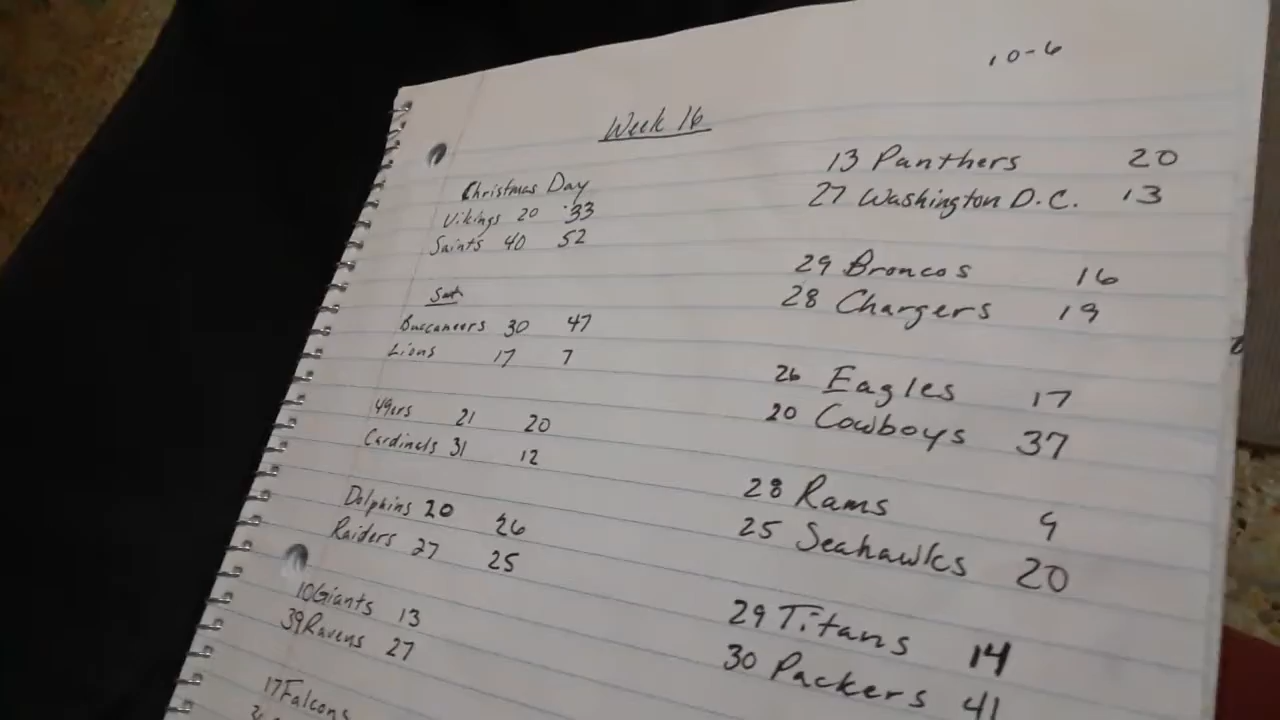 10-6
Week 16
Christmas Day
Vikings 20 33
Saints 40 52
Sat
Buccaneers 30 47
Lions 17 7
49ers 21 20
Cardinels 31 12
Dolphins 20 26
Raiders 27 25
10 Giants 13
39 Ravens 27
17 Falcons
13 Panthers 20
27 Washington D.C. 13
29 Broncos 16
28 Chargers 19
26 Eagles 17
20 Cowboys 37
28 Rams 9
25 Seahawks 20
29 Titans 14
30 Packers 41